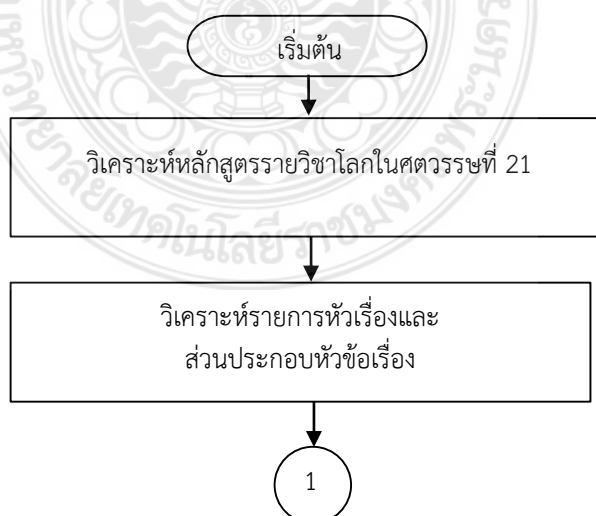 เริ่มต้น
วิเคราะห์หลักสูตรรายวิชาโลกในศตวรรษที่ 21
วิเคราะห์รายการหัวเรื่องและ
ส่วนประกอบหัวข้อเรื่อง
1